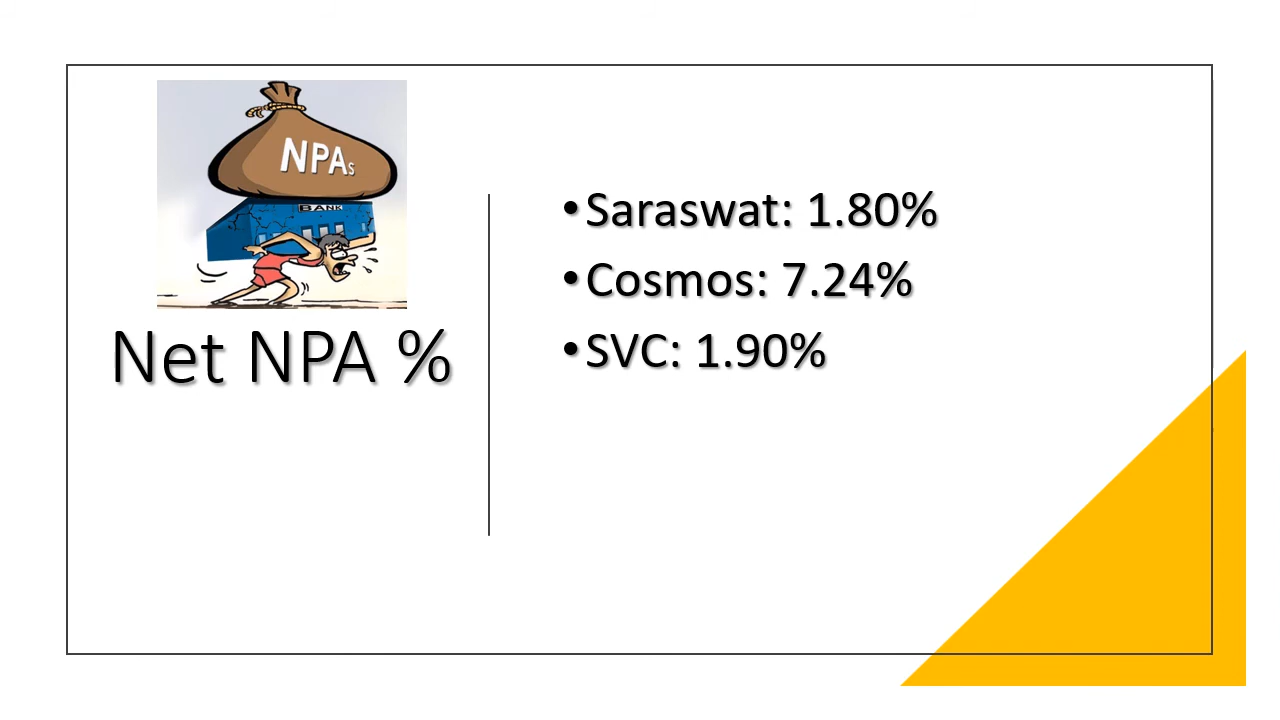 NPAs
BANK
Net NPA %
•Saraswat: 1.80%
•Cosmos: 7.24%
•SVC: 1.90%